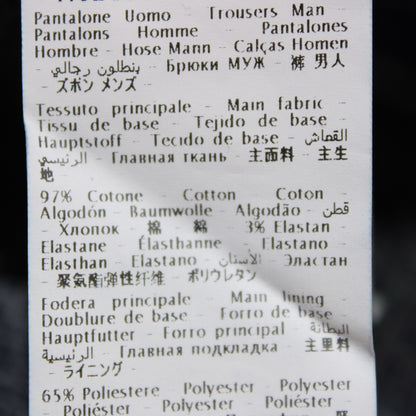 Pantalone Uomo - Trousers Man -
Pantalons Homme - Pantalones
Hombre - Hose Mann - Calças Homen
- بنطلون رجالي - Брюки МУЖ - 裤 男人
- ズボン メンズ -
Tessuto principale - Main fabric -
Tissu de base - Tejido de base -
Hauptstoff - Tecido de base - القماش
الرئيسي - Главная ткань - 主面料 - 主生
地
97% Cotone - Cotton - Coton -
Algodón - Baumwolle - Algodão - قطن
- Хлопок - 棉 - 綿 - 3% Elastan -
Elastane - Élasthanne - Elastano -
Elasthan - Elastano - الأستان - Эластан
- 聚氨酯弹性纤维 - ポリウレタン
Fodera principale - Main lining -
Doublure de base - Forro de base -
Hauptfutter - Forro principal - البطانة
الرئيسية - Главная подкладка - 主里料
- ライニング -
65% Poliestere - Polyester -
- Poliéster - Polyester -